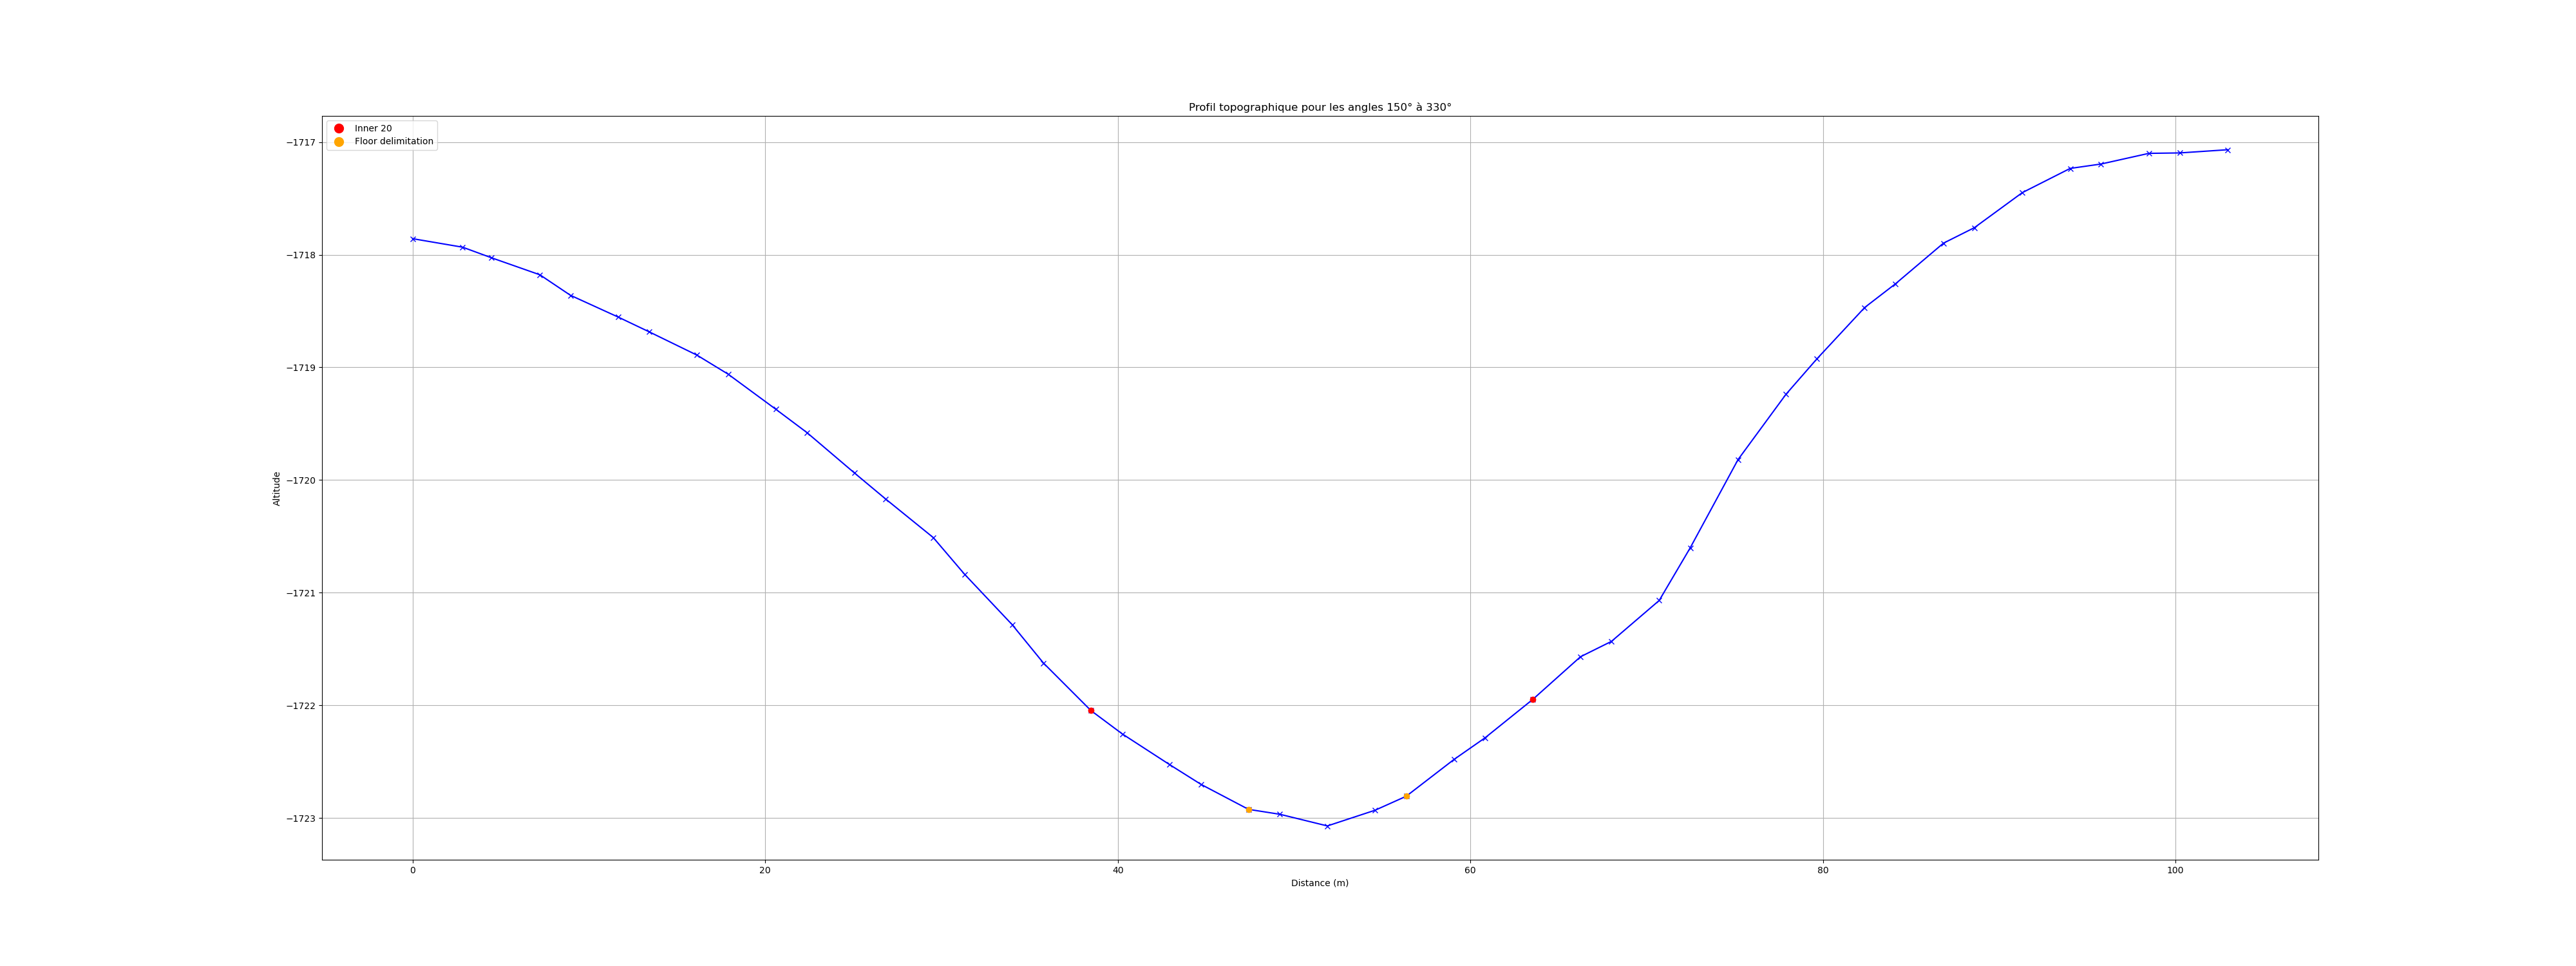 Profil topographique pour les angles 150° à 330°
Inner 20
Floor delimitation
−1717
−1718
−1719
−1720
−1721
−1722
−1723
Altitude
0 20 40 60 80 100
Distance (m)